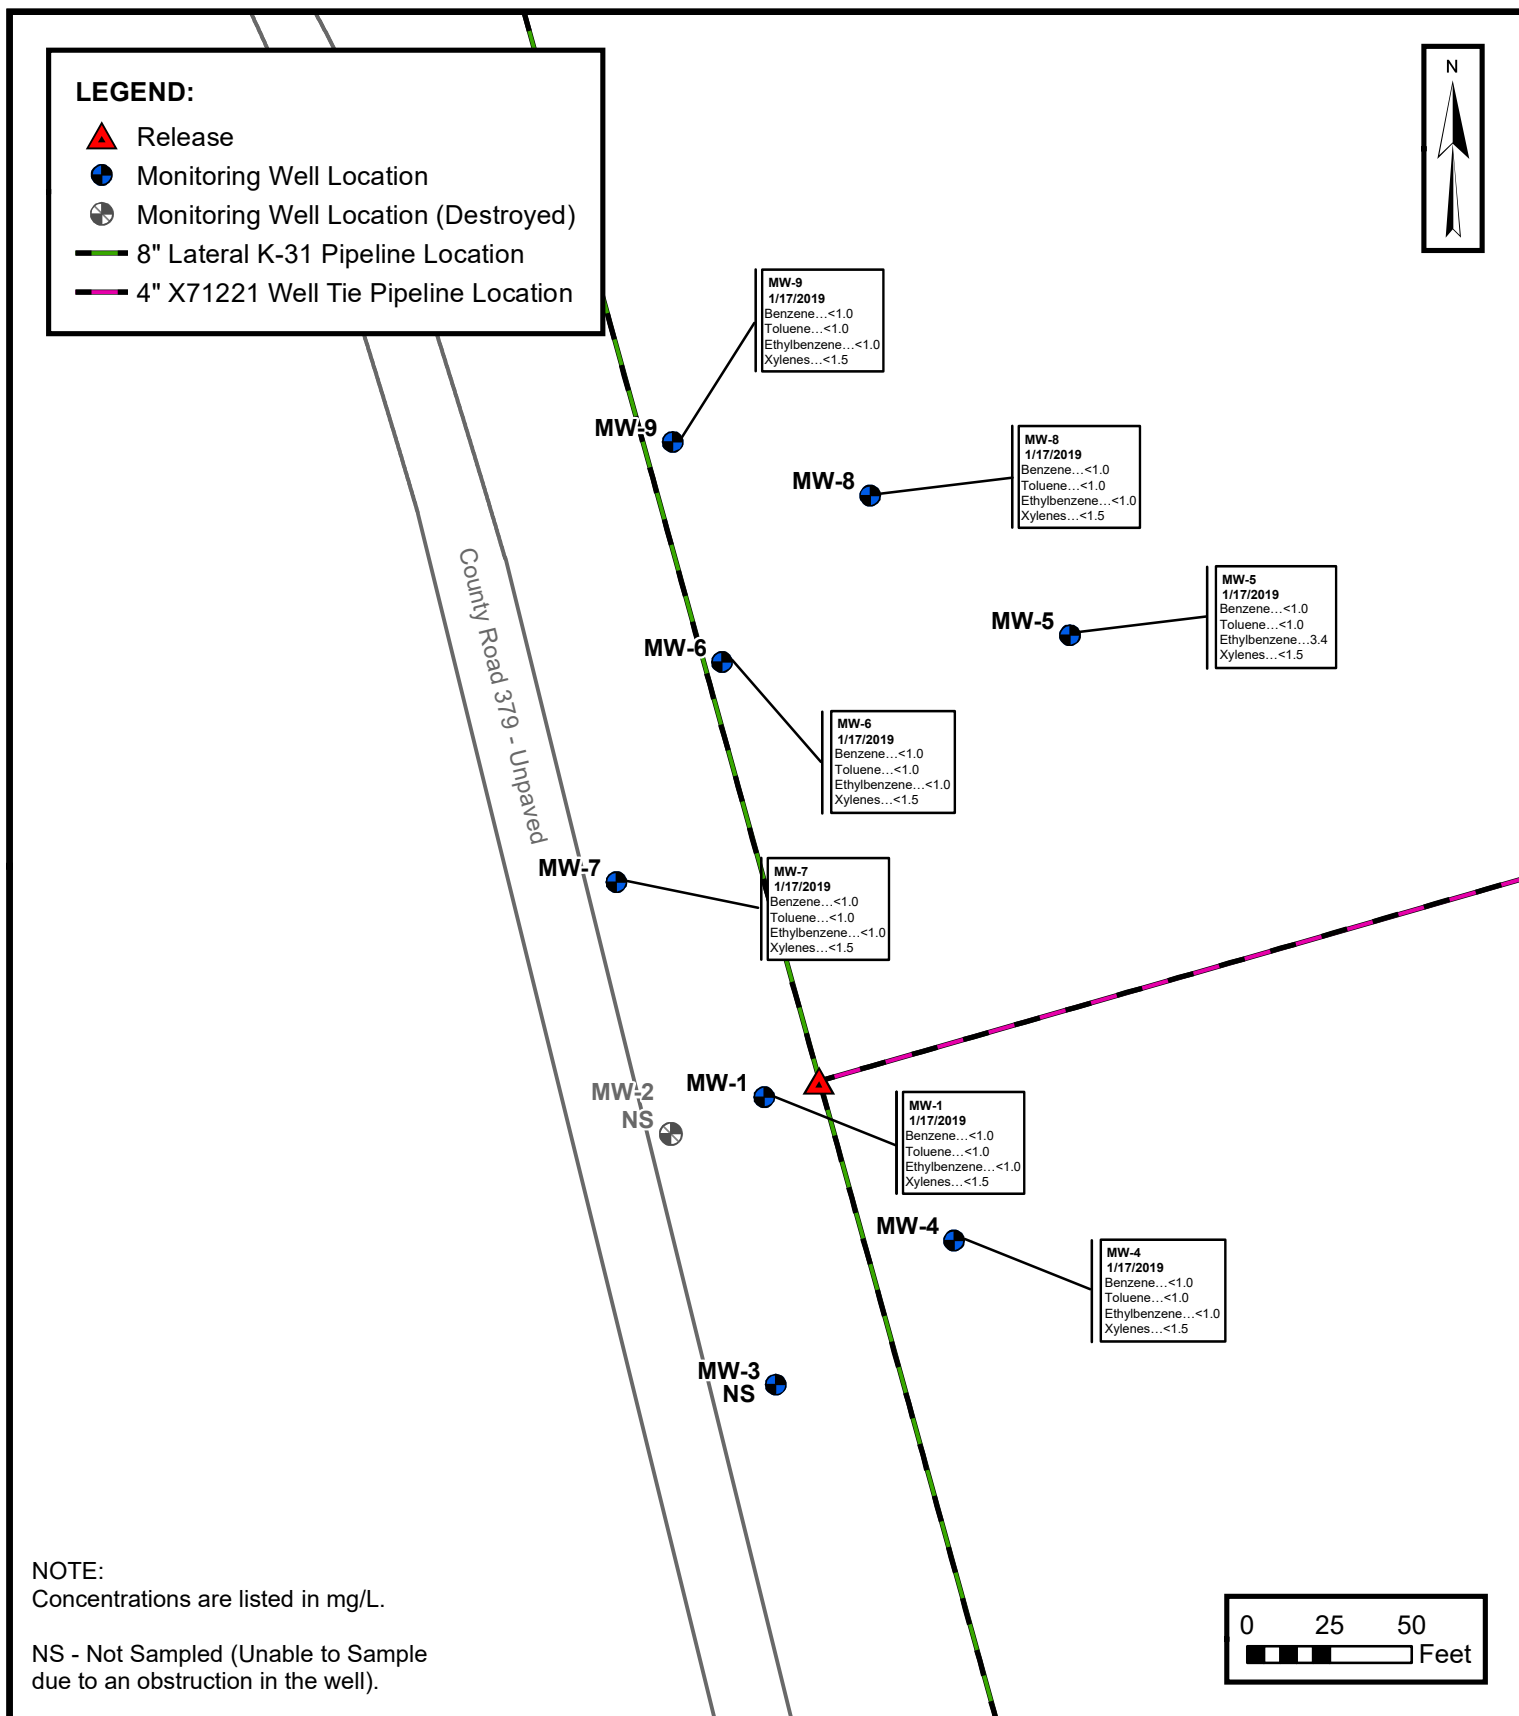 N
LEGEND:
Release
Monitoring Well Location
Monitoring Well Location (Destroyed)
8" Lateral K-31 Pipeline Location
4" X71221 Well Tie Pipeline Location
MW-9
1/17/2019
Benzene...<1.0
Toluene...<1.0
Ethylbenzene...<1.0
Xylenes...<1.5
MW-9
MW-8
1/17/2019
Benzene...<1.0
Toluene...<1.0
Ethylbenzene...<1.0
Xylenes...<1.5
MW-8
County Road 379 - Unpaved
MW-5
1/17/2019
Benzene...<1.0
Toluene...<1.0
Ethylbenzene...3.4
Xylenes...<1.5
MW-5
MW-6
MW-6
1/17/2019
Benzene...<1.0
Toluene...<1.0
Ethylbenzene...<1.0
Xylenes...<1.5
MW-7
MW-7
1/17/2019
Benzene...<1.0
Toluene...<1.0
Ethylbenzene...<1.0
Xylenes...<1.5
MW-2
NS
MW-1
MW-1
1/17/2019
Benzene...<1.0
Toluene...<1.0
Ethylbenzene...<1.0
Xylenes...<1.5
MW-4
MW-4
1/17/2019
Benzene...<1.0
Toluene...<1.0
Ethylbenzene...<1.0
Xylenes...<1.5
MW-3
NS
NOTE:
Concentrations are listed in mg/L.
NS - Not Sampled (Unable to Sample
due to an obstruction in the well).
0 25 50
Feet